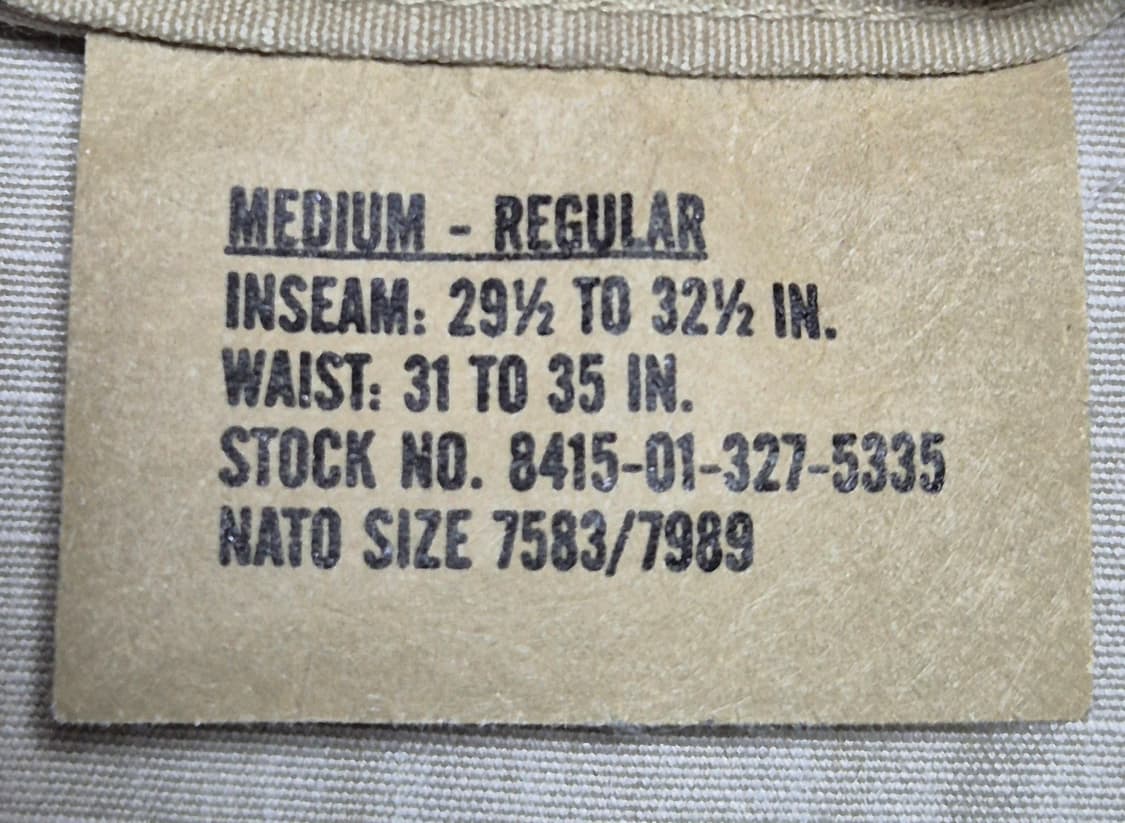 MEDIUM - REGULAR
INSEAM: 29½ TO 32½ IN.
WAIST: 31 TO 35 IN.
STOCK NO. 8415-01-327-5335
NATO SIZE 7583/7989